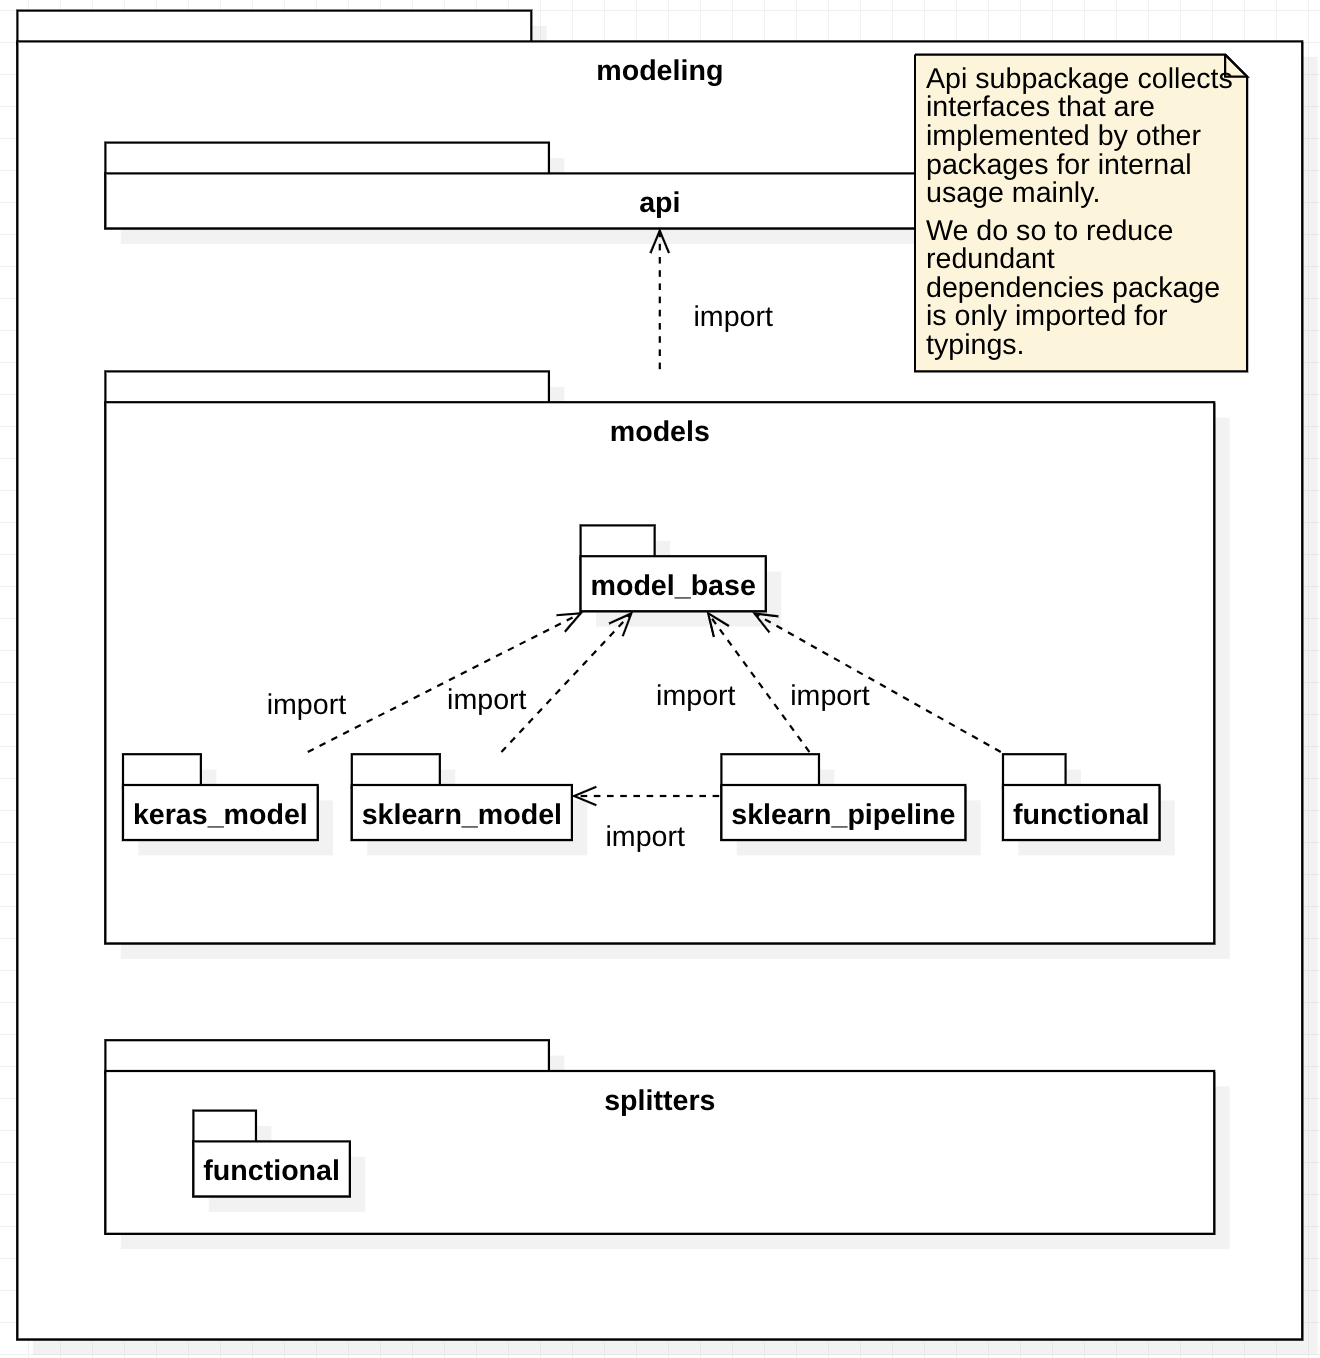 modeling
Api subpackage collects
interfaces that are
implemented by other
packages for internal
usage mainly.
We do so to reduce
redundant
dependencies package
is only imported for
typings.
api
import
models
model_base
import
import
import
import
keras_model
sklearn_model
sklearn_pipeline
functional
import
splitters
functional